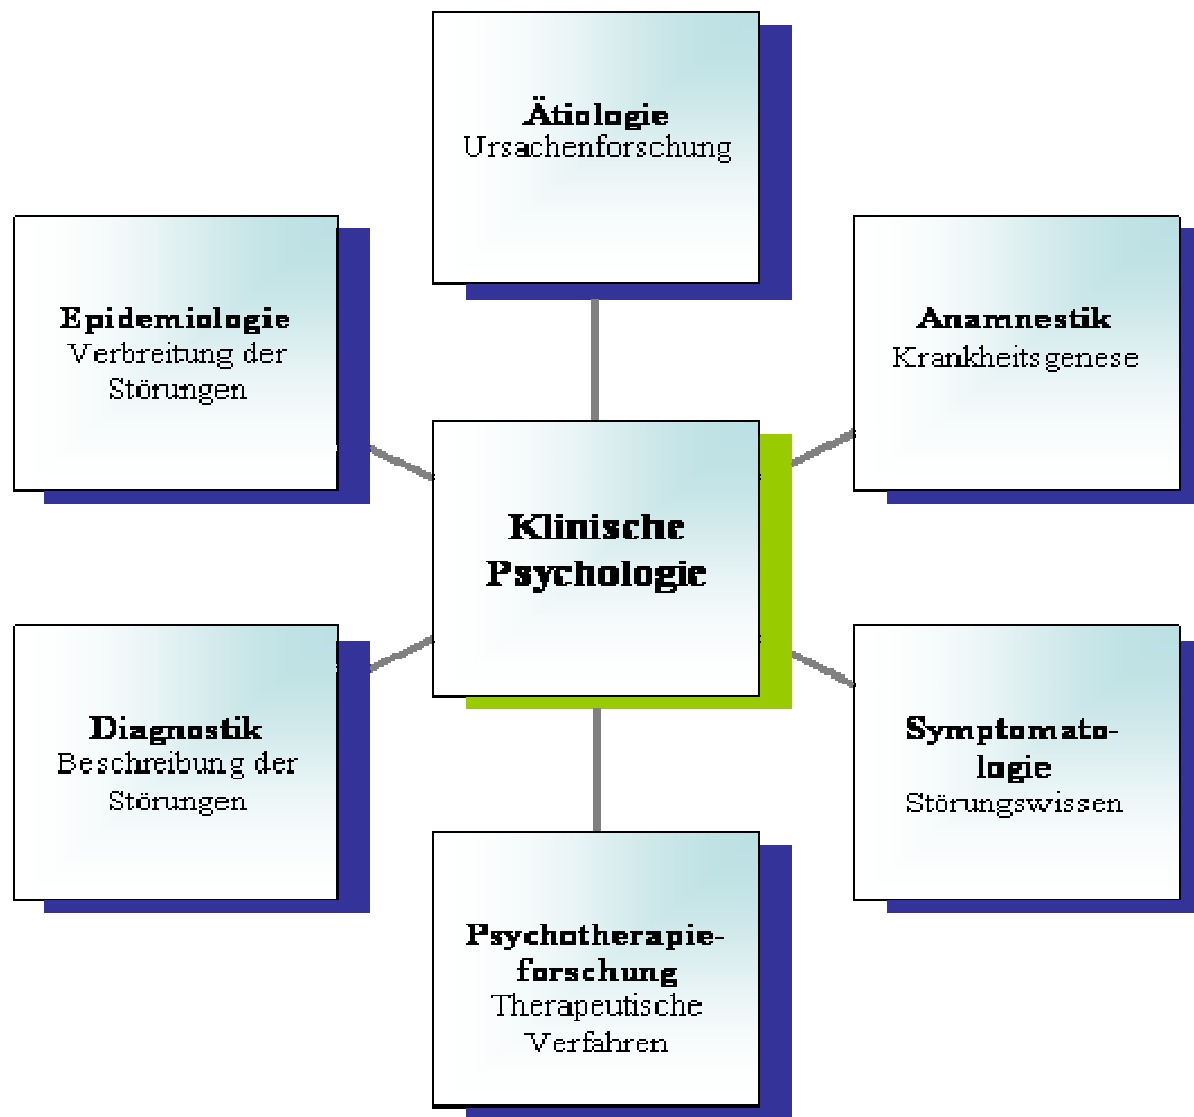 Ätiologie
Ursachenforschung
Epidemiologie
Verbreitung der
Störungen
Anamnestik
Krankheitsgenese
Klinische
Psychologie
Diagnostik
Beschreibung der
Störungen
Symptomato-
logie
Störungswissen
Psychotherapie-
forschung
Therapeutische
Verfahren